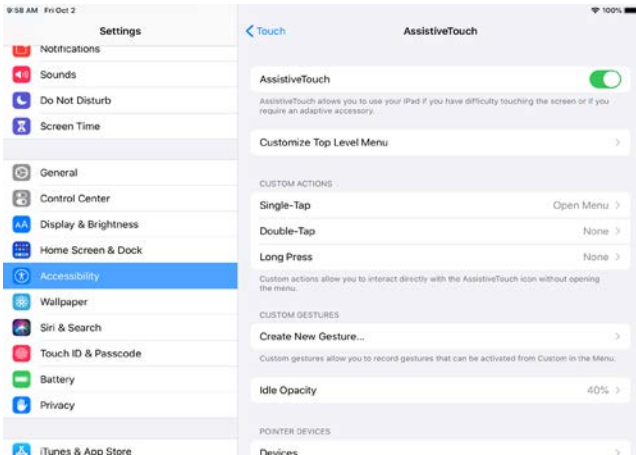 9:58 AM Fri Oct 2
100%
Settings
Notifications
Sounds
Do Not Disturb
Screen Time
General
Control Center
Display & Brightness
Home Screen & Dock
Accessibility
Wallpaper
Siri & Search
Touch ID & Passcode
Battery
Privacy
iTunes & App Store
Touch
AssistiveTouch
AssistiveTouch
AssistiveTouch allows you to use your iPad if you have difficulty touching the screen or if you
require an adaptive accessory.
Customize Top Level Menu
CUSTOM ACTIONS
Single-Tap Open Menu
Double-Tap None
Long Press None
Custom actions allow you to interact directly with the AssistiveTouch icon without opening
the menu.
CUSTOM GESTURES
Create New Gesture...
Custom gestures allow you to record gestures that can be activated from Custom in the Menu.
Idle Opacity 40%
POINTER DEVICES
Devices